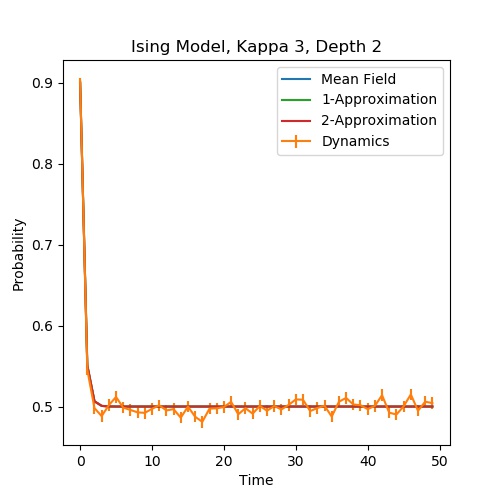 Ising Model, Kappa 3, Depth 2
Mean Field
1-Approximation
2-Approximation
Dynamics
0.9
0.8
0.7
0.6
0.5
Probability
0 10 20 30 40 50
Time